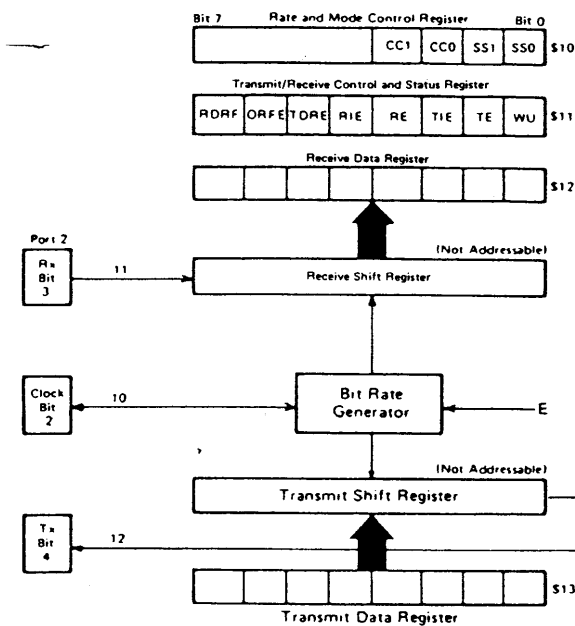 Bit 7 Rate and Mode Control Register Bit 0
CC1 CC0 SS1 SS0 $10
Transmit/Receive Control and Status Register
RDRF ORFE TDRE RIE RE TIE TE WU $11
Receive Data Register
$12
Port 2
(Not Addressable)
Rx
Bit
3
11
Receive Shift Register
Clock
Bit
2
10
Bit Rate
Generator
E
(Not Addressable)
Transmit Shift Register
Tx
Bit
4
12
$13
Transmit Data Register